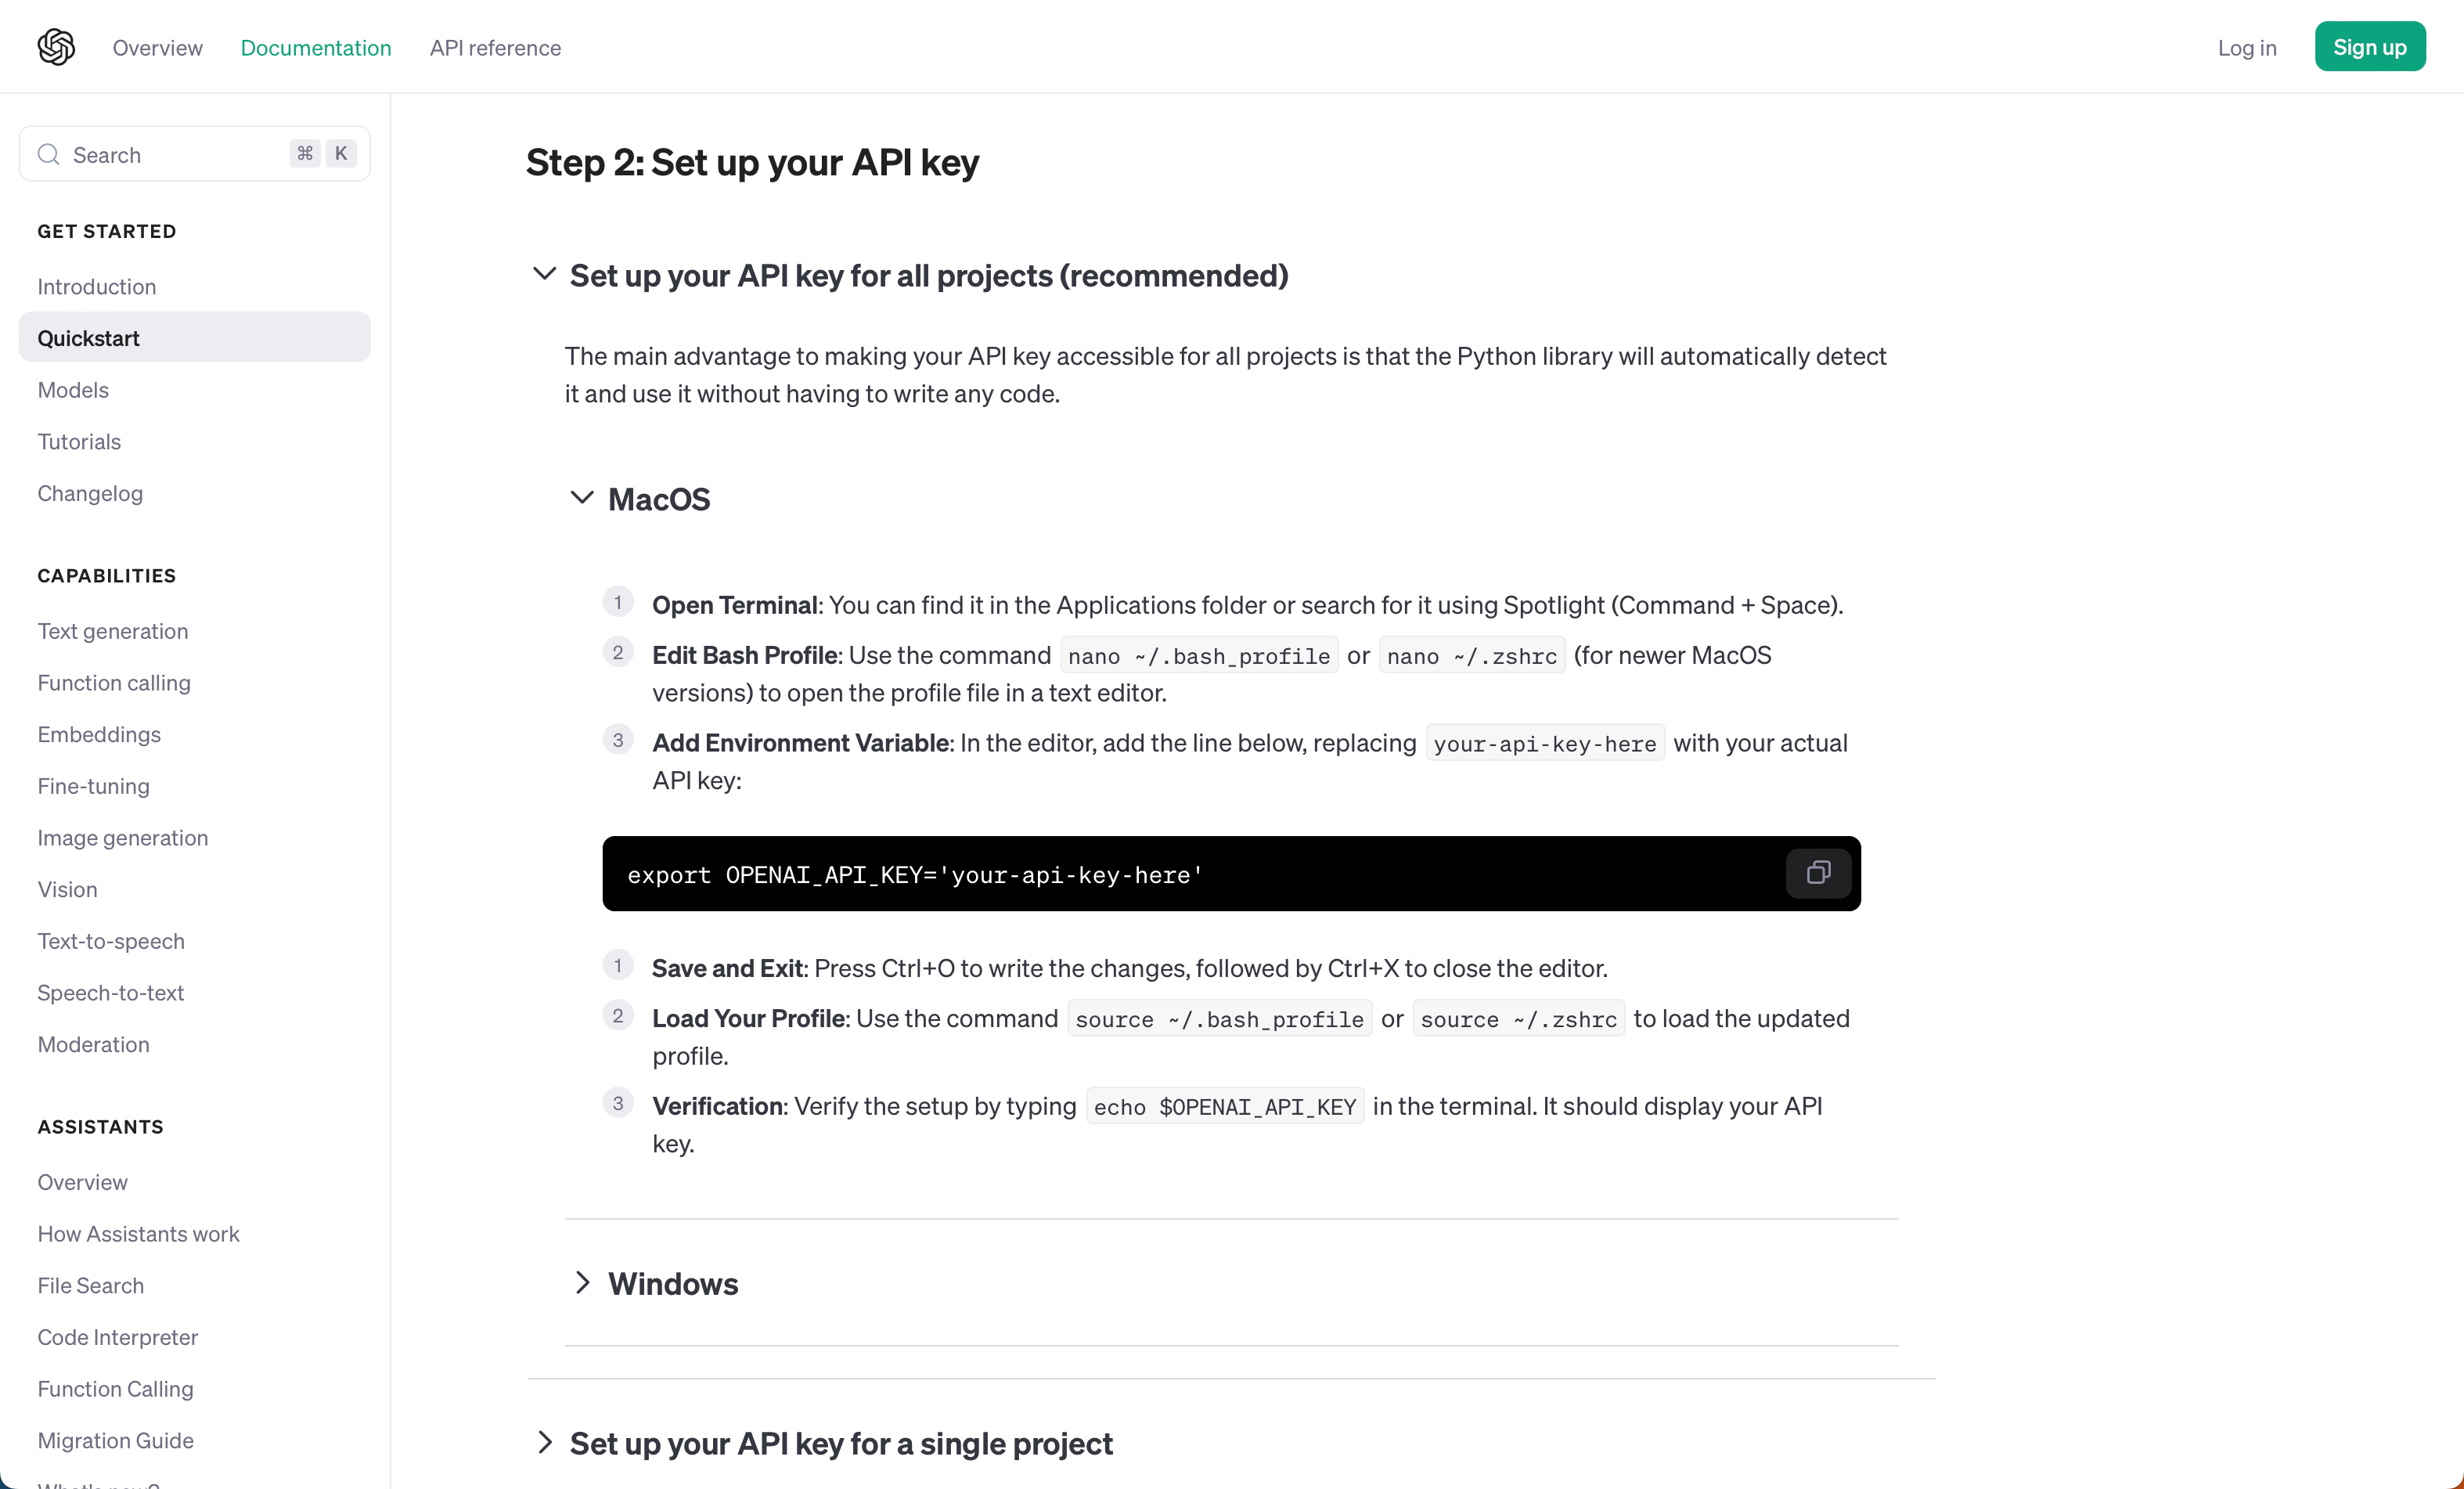 Overview Documentation API reference Log in Sign up
Search ⌘ K
GET STARTED
Introduction
Quickstart
Models
Tutorials
Changelog
CAPABILITIES
Text generation
Function calling
Embeddings
Fine-tuning
Image generation
Vision
Text-to-speech
Speech-to-text
Moderation
ASSISTANTS
Overview
How Assistants work
File Search
Code Interpreter
Function Calling
Migration Guide
What's new?
Step 2: Set up your API key
Set up your API key for all projects (recommended)
The main advantage to making your API key accessible for all projects is that the Python library will automatically detect
it and use it without having to write any code.
MacOS
1 Open Terminal: You can find it in the Applications folder or search for it using Spotlight (Command + Space).
2 Edit Bash Profile: Use the command nano ~/.bash_profile or nano ~/.zshrc (for newer MacOS
versions) to open the profile file in a text editor.
3 Add Environment Variable: In the editor, add the line below, replacing your-api-key-here with your actual
API key:
export OPENAI_API_KEY='your-api-key-here'
1 Save and Exit: Press Ctrl+O to write the changes, followed by Ctrl+X to close the editor.
2 Load Your Profile: Use the command source ~/.bash_profile or source ~/.zshrc to load the updated
profile.
3 Verification: Verify the setup by typing echo $OPENAI_API_KEY in the terminal. It should display your API
key.
Windows
Set up your API key for a single project